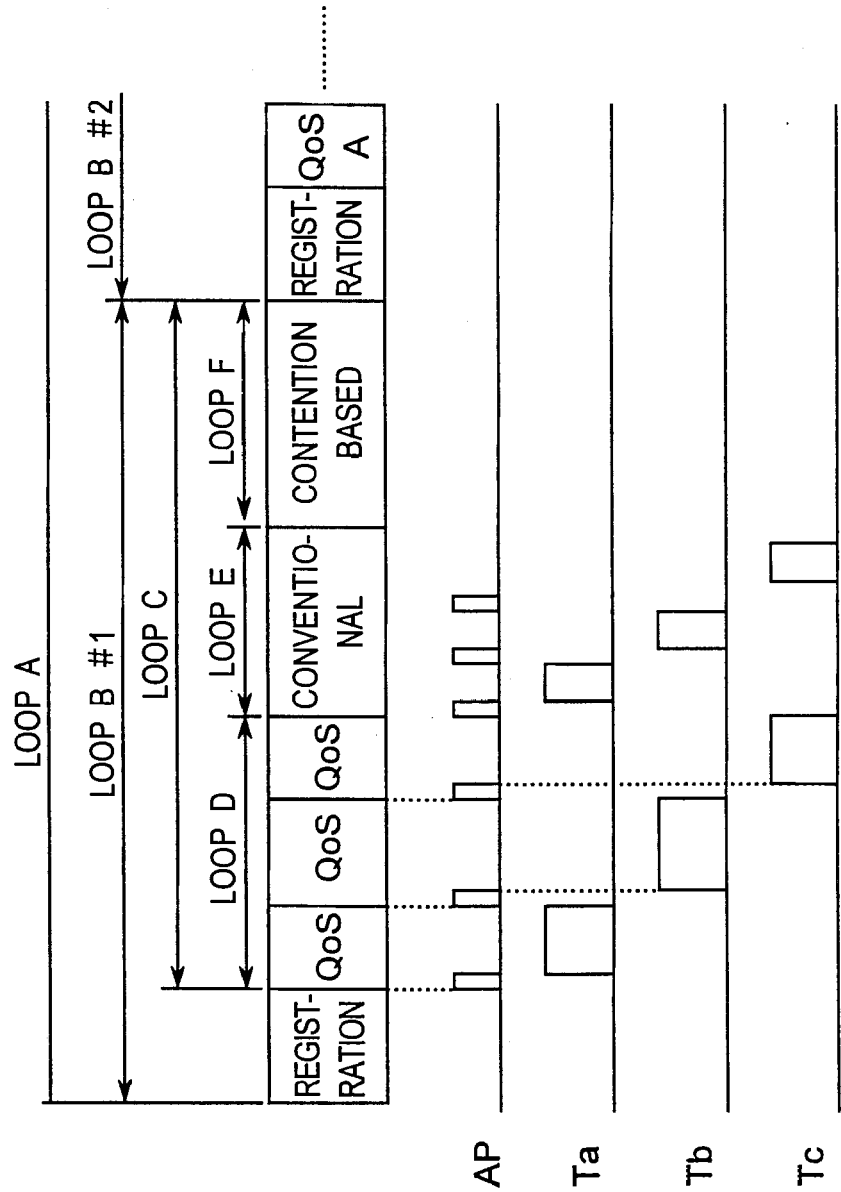 LOOP A
LOOP B #1
LOOP B #2
LOOP C
LOOP D
LOOP E
LOOP F
REGIST-
RATION
QoS
QoS
QoS
CONVENTIO-
NAL
CONTENTION
BASED
REGIST-
RATION
QoS
A
AP
Ta
Tb
Tc